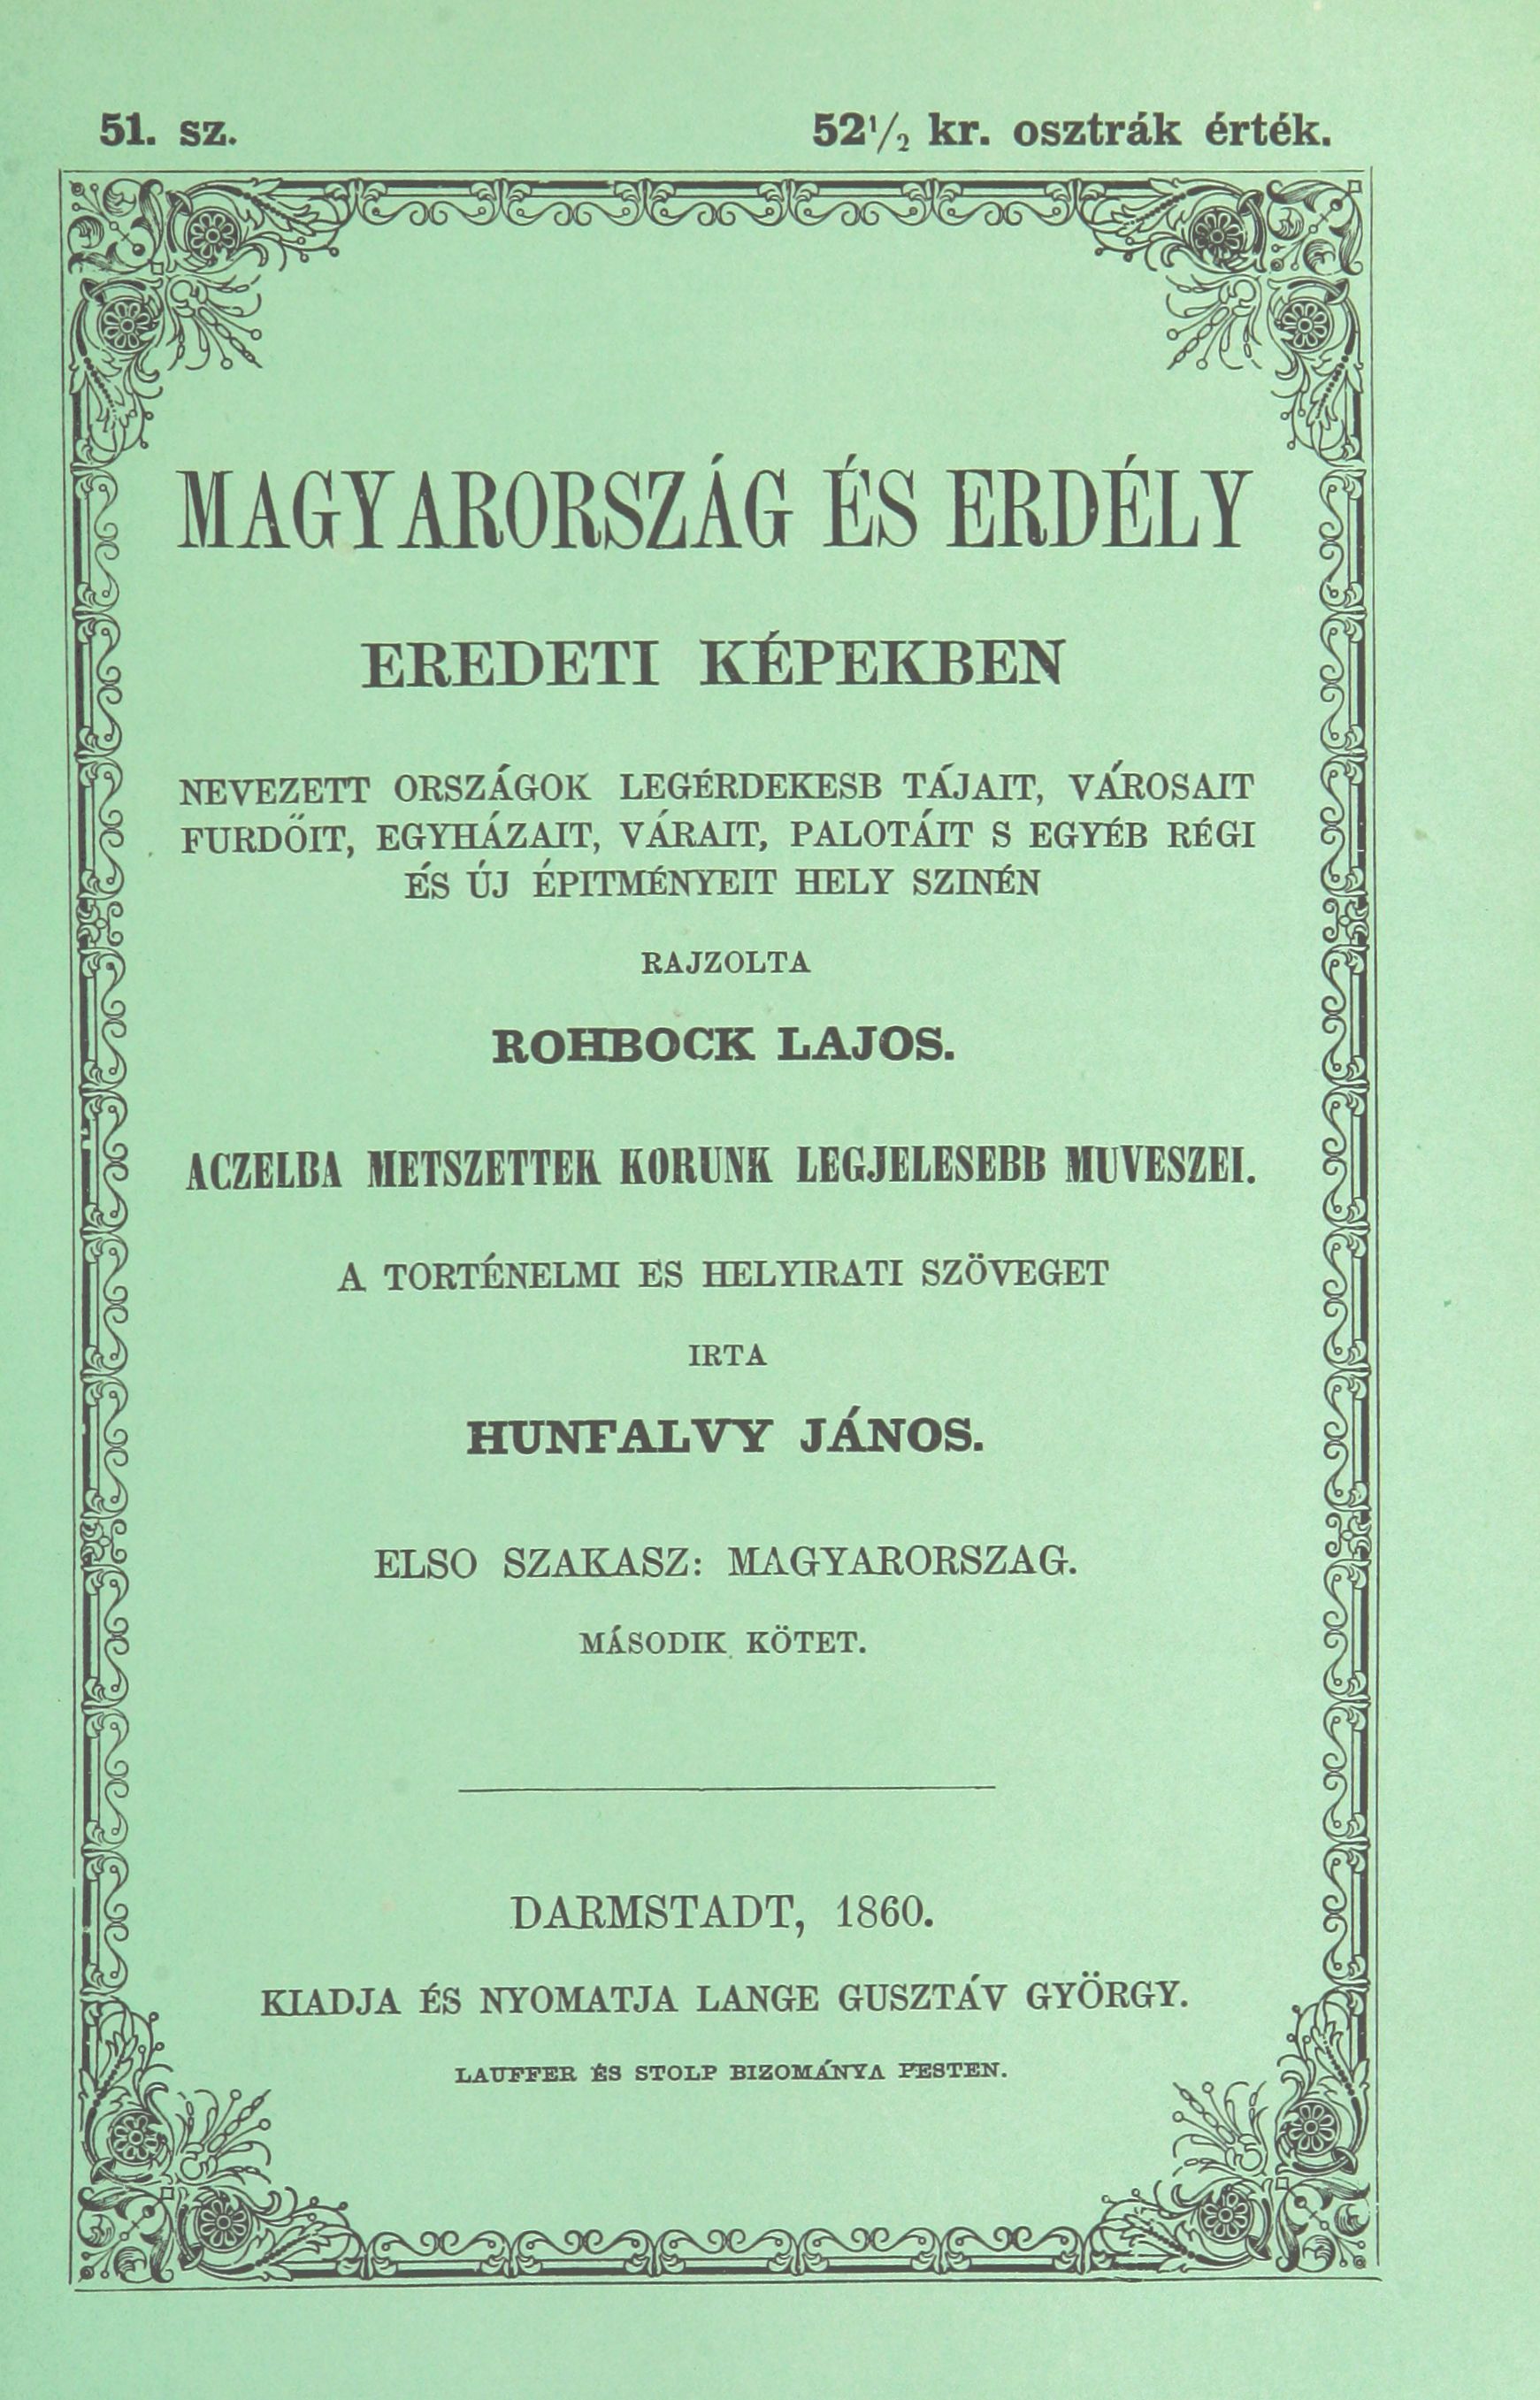 51. sz.
52 1/2 kr. osztrák érték.
MAGYARORSZÁG ÉS ERDÉLY
EREDETI KÉPEKBEN
NEVEZETT ORSZÁGOK LEGÉRDEKESB TÁJAIT, VÁROSAIT
FURDŐIT, EGYHÁZAIT, VÁRAIT, PALOTÁIT S EGYÉB RÉGI
ÉS ÚJ ÉPITMÉNYEIT HELY SZINÉN
RAJZOLTA
ROHBOCK LAJOS.
ACZELBA METSZETTEK KORUNK LEGJELESEBB MUVESZEI.
A TORTÉNELMI ES HELYIRATI SZÖVEGET
IRTA
HUNFALVY JÁNOS.
ELSO SZAKASZ: MAGYARORSZAG.
MÁSODIK KÖTET.
DARMSTADT, 1860.
KIADJA ÉS NYOMATJA LANGE GUSZTÁV GYÖRGY.
LAUFFER ÉS STOLP BIZOMÁNYA PESTEN.